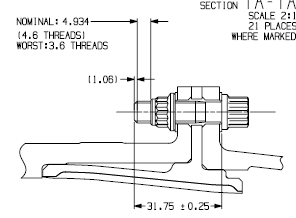 SECTION
SCALE 2:1
21 PLACES
WHERE MARKED
NOMINAL: 4.934
(4.6 THREADS)
WORST:3.6 THREADS
(1.06)
31.75 ±0.25